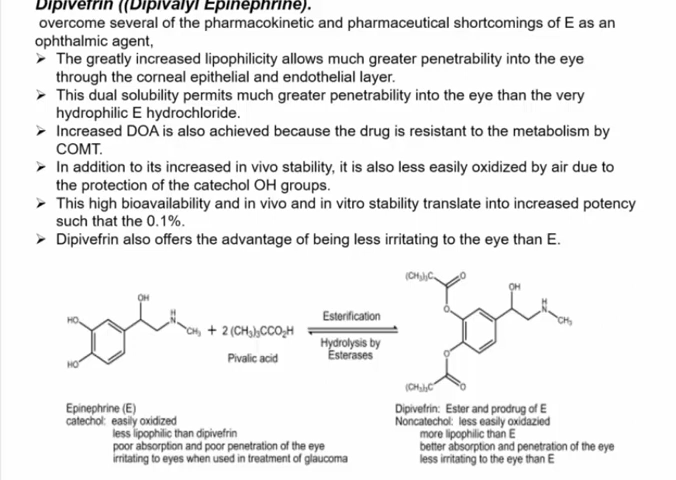 Dipivefrin ((Dipivalyl Epinephrine).
overcome several of the pharmacokinetic and pharmaceutical shortcomings of E as an
ophthalmic agent,
➢ The greatly increased lipophilicity allows much greater penetrability into the eye
through the corneal epithelial and endothelial layer.
➢ This dual solubility permits much greater penetrability into the eye than the very
hydrophilic E hydrochloride.
➢ Increased DOA is also achieved because the drug is resistant to the metabolism by
COMT.
➢ In addition to its increased in vivo stability, it is also less easily oxidized by air due to
the protection of the catechol OH groups.
➢ This high bioavailability and in vivo and in vitro stability translate into increased potency
such that the 0.1%.
➢ Dipivefrin also offers the advantage of being less irritating to the eye than E.
HO
HO
OH
H
N
CH₃
+ 2 (CH₃)₃CCO₂H
Pivalic acid
Esterification
Hydrolysis by
Esterases
(CH₃)₃C
O
O
O
O
(CH₃)₃C
OH
H
N
CH₃
Epinephrine (E)
catechol: easily oxidized
less lipophilic than dipivefrin
poor absorption and poor penetration of the eye
irritating to eyes when used in treatment of glaucoma
Dipivefrin: Ester and prodrug of E
Noncatechol: less easily oxidazied
more lipophilic than E
better absorption and penetration of the eye
less irritating to the eye than E